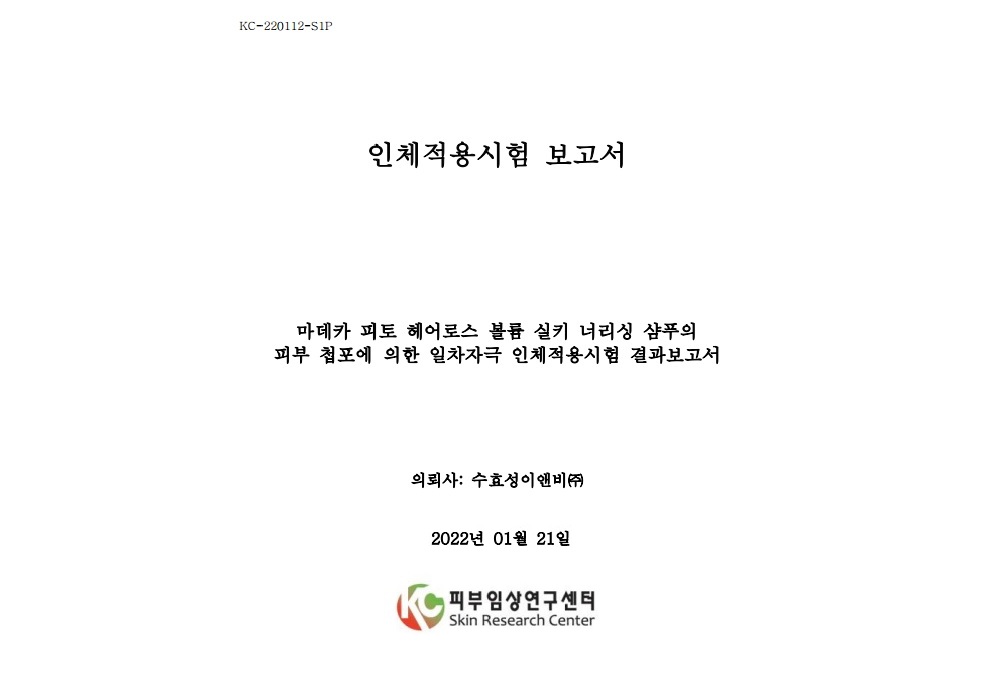 KC-220112-S1P
인체적용시험 보고서
마데카 피토 헤어로스 볼륨 실키 너리싱 샴푸의
피부 첩포에 의한 일차자극 인체적용시험 결과보고서
의뢰사: 수효성이앤비㈜
2022년 01월 21일
KC 피부임상연구센터
Skin Research Center